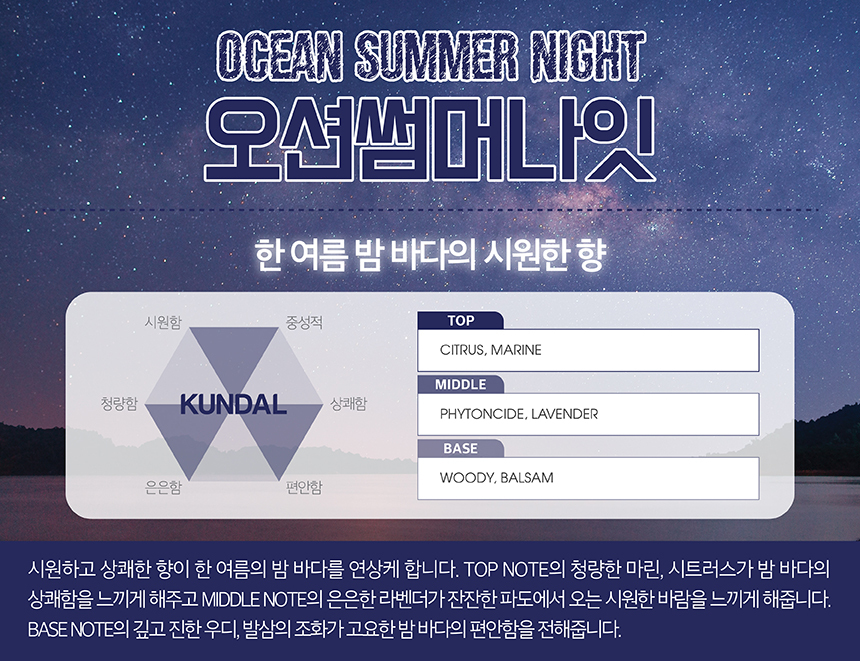 OCEAN SUMMER NIGHT
오션썸머나잇
한 여름 밤 바다의 시원한 향
시원함 중성적
청량함 KUNDAL 상쾌함
은은함 편안함
TOP
CITRUS, MARINE
MIDDLE
PHYTONCIDE, LAVENDER
BASE
WOODY, BALSAM
시원하고 상쾌한 향이 한 여름의 밤 바다를 연상케 합니다. TOP NOTE의 청량한 마린, 시트러스가 밤 바다의
상쾌함을 느끼게 해주고 MIDDLE NOTE의 은은한 라벤더가 잔잔한 파도에서 오는 시원한 바람을 느끼게 해줍니다.
BASE NOTE의 깊고 진한 우디, 발삼의 조화가 고요한 밤 바다의 편안함을 전해줍니다.